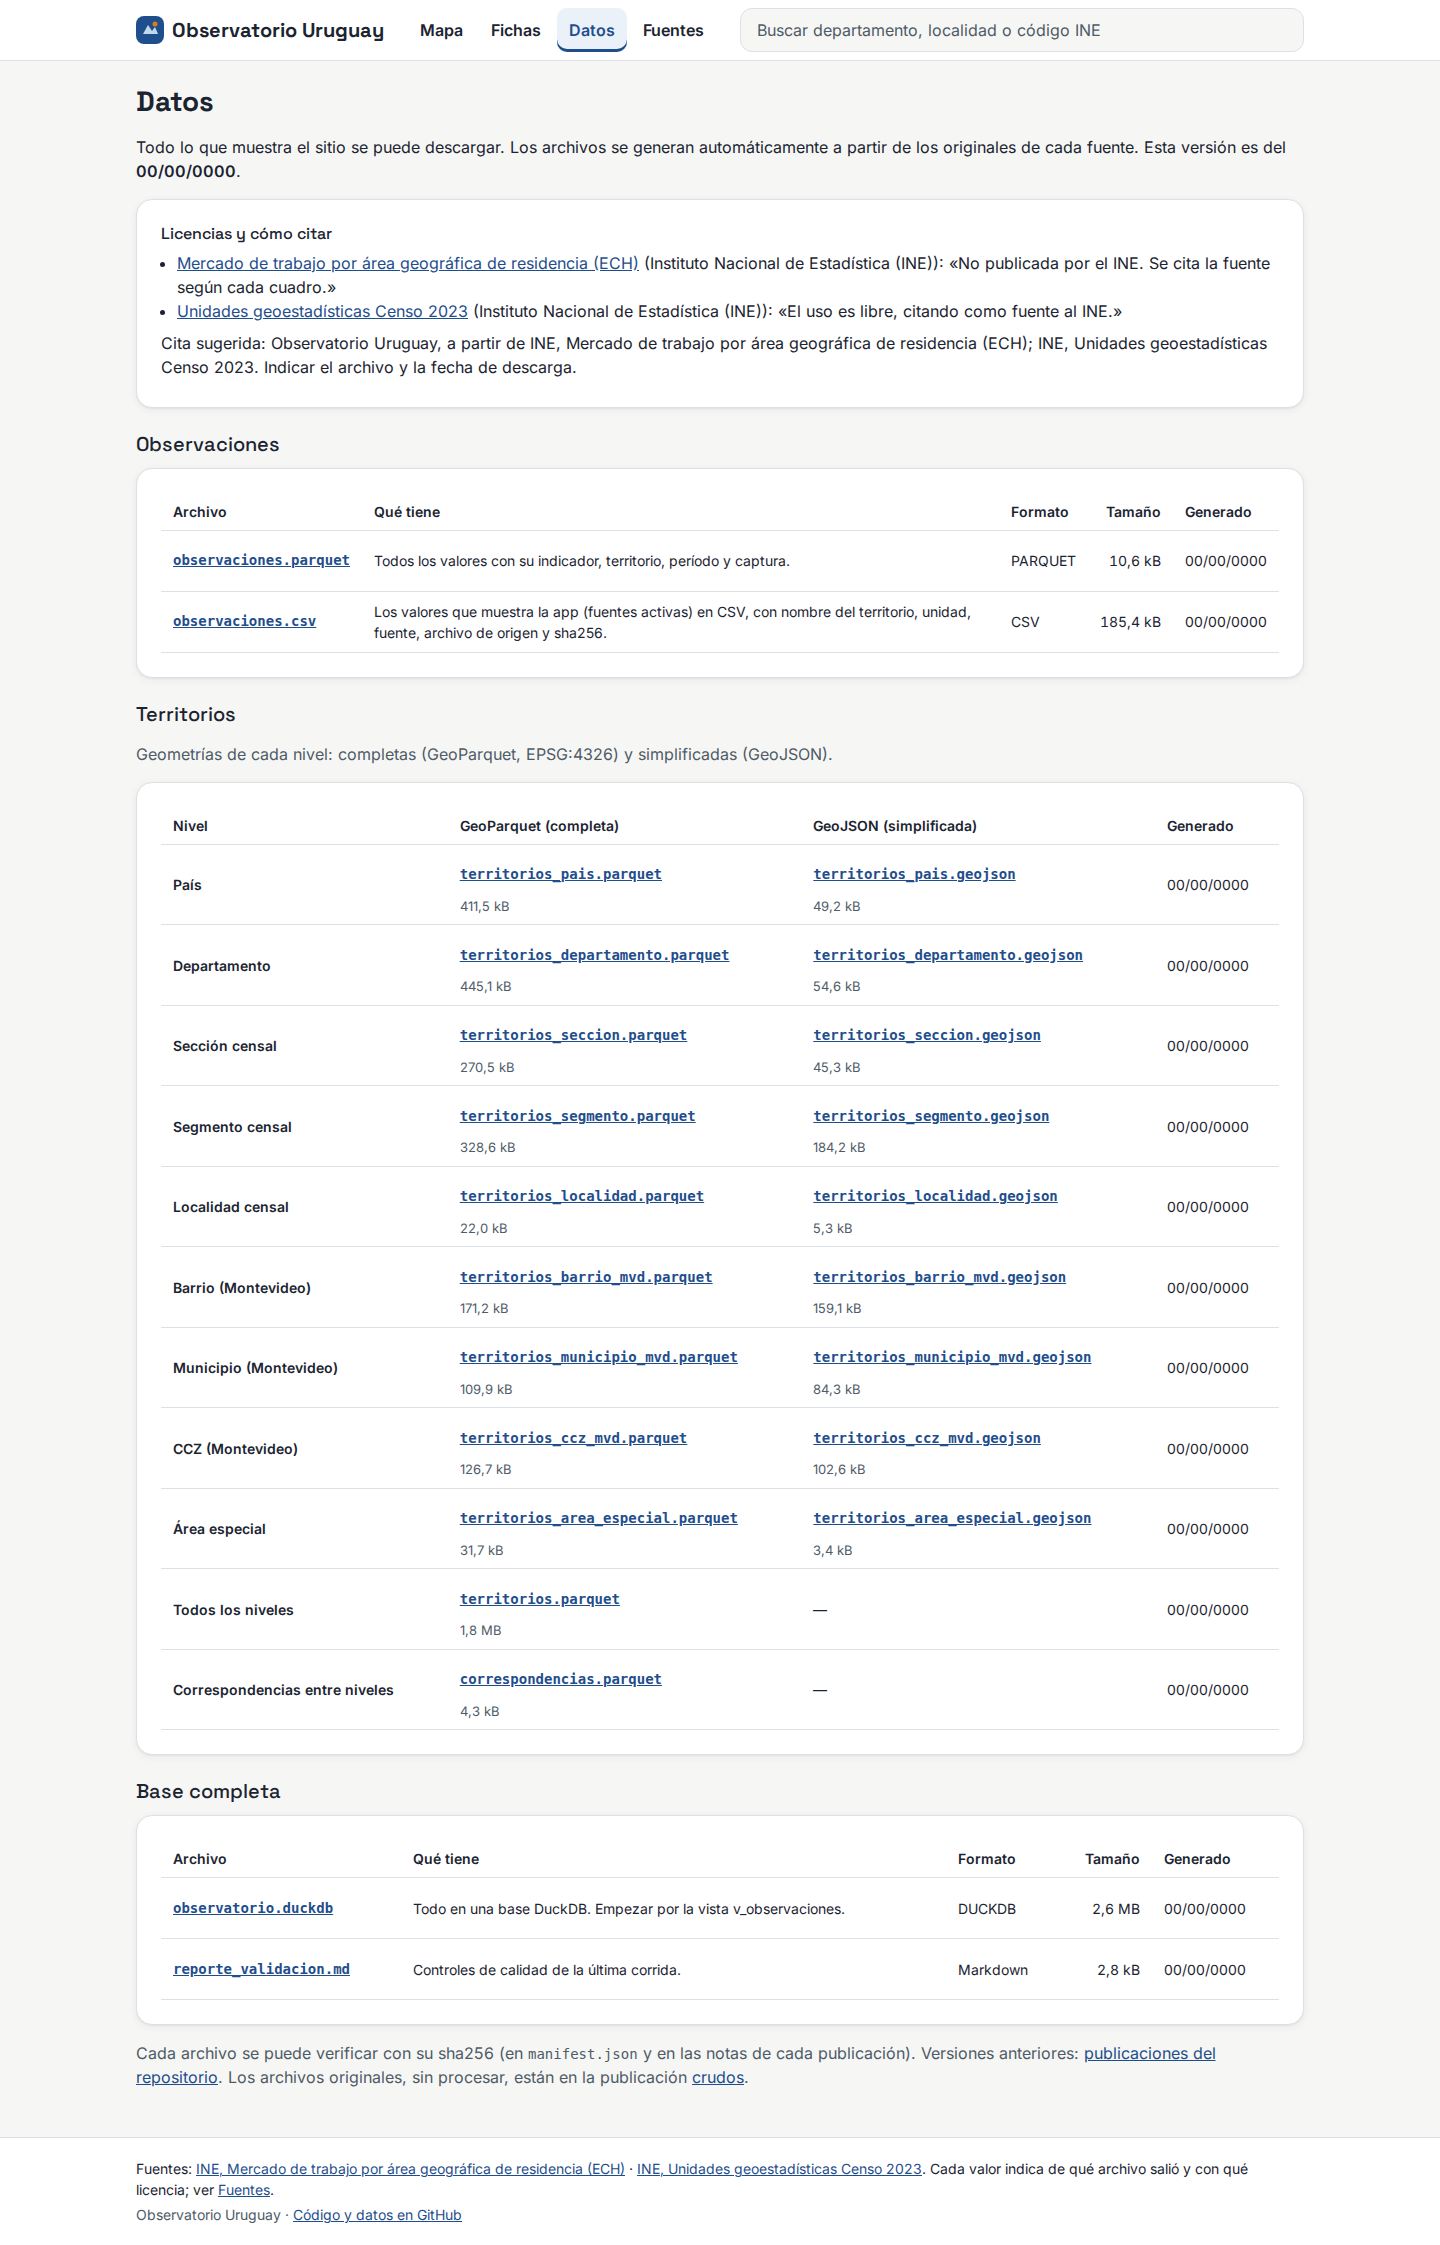 Observatorio Uruguay
Mapa
Fichas
Datos
Fuentes
Buscar departamento, localidad o código INE
Datos
Todo lo que muestra el sitio se puede descargar. Los archivos se generan automáticamente a partir de los originales de cada fuente. Esta versión es del
00/00/0000.
Licencias y cómo citar
• Mercado de trabajo por área geográfica de residencia (ECH) (Instituto Nacional de Estadística (INE)): «No publicada por el INE. Se cita la fuente
según cada cuadro.»
• Unidades geoestadísticas Censo 2023 (Instituto Nacional de Estadística (INE)): «El uso es libre, citando como fuente al INE.»
Cita sugerida: Observatorio Uruguay, a partir de INE, Mercado de trabajo por área geográfica de residencia (ECH); INE, Unidades geoestadísticas
Censo 2023. Indicar el archivo y la fecha de descarga.
Observaciones
Archivo Qué tiene Formato Tamaño Generado
observaciones.parquet Todos los valores con su indicador, territorio, período y captura. PARQUET 10,6 kB 00/00/0000
observaciones.csv Los valores que muestra la app (fuentes activas) en CSV, con nombre del territorio, unidad,
fuente, archivo de origen y sha256. CSV 185,4 kB 00/00/0000
Territorios
Geometrías de cada nivel: completas (GeoParquet, EPSG:4326) y simplificadas (GeoJSON).
Nivel GeoParquet (completa) GeoJSON (simplificada) Generado
País territorios_pais.parquet territorios_pais.geojson 00/00/0000
411,5 kB 49,2 kB
Departamento territorios_departamento.parquet territorios_departamento.geojson 00/00/0000
445,1 kB 54,6 kB
Sección censal territorios_seccion.parquet territorios_seccion.geojson 00/00/0000
270,5 kB 45,3 kB
Segmento censal territorios_segmento.parquet territorios_segmento.geojson 00/00/0000
328,6 kB 184,2 kB
Localidad censal territorios_localidad.parquet territorios_localidad.geojson 00/00/0000
22,0 kB 5,3 kB
Barrio (Montevideo) territorios_barrio_mvd.parquet territorios_barrio_mvd.geojson 00/00/0000
171,2 kB 159,1 kB
Municipio (Montevideo) territorios_municipio_mvd.parquet territorios_municipio_mvd.geojson 00/00/0000
109,9 kB 84,3 kB
CCZ (Montevideo) territorios_ccz_mvd.parquet territorios_ccz_mvd.geojson 00/00/0000
126,7 kB 102,6 kB
Área especial territorios_area_especial.parquet territorios_area_especial.geojson 00/00/0000
31,7 kB 3,4 kB
Todos los niveles territorios.parquet — 00/00/0000
1,8 MB
Correspondencias entre niveles correspondencias.parquet — 00/00/0000
4,3 kB
Base completa
Archivo Qué tiene Formato Tamaño Generado
observatorio.duckdb Todo en una base DuckDB. Empezar por la vista v_observaciones. DUCKDB 2,6 MB 00/00/0000
reporte_validacion.md Controles de calidad de la última corrida. Markdown 2,8 kB 00/00/0000
Cada archivo se puede verificar con su sha256 (en manifest.json y en las notas de cada publicación). Versiones anteriores: publicaciones del
repositorio. Los archivos originales, sin procesar, están en la publicación crudos.
Fuentes: INE, Mercado de trabajo por área geográfica de residencia (ECH) · INE, Unidades geoestadísticas Censo 2023. Cada valor indica de qué archivo salió y con qué
licencia; ver Fuentes.
Observatorio Uruguay · Código y datos en GitHub